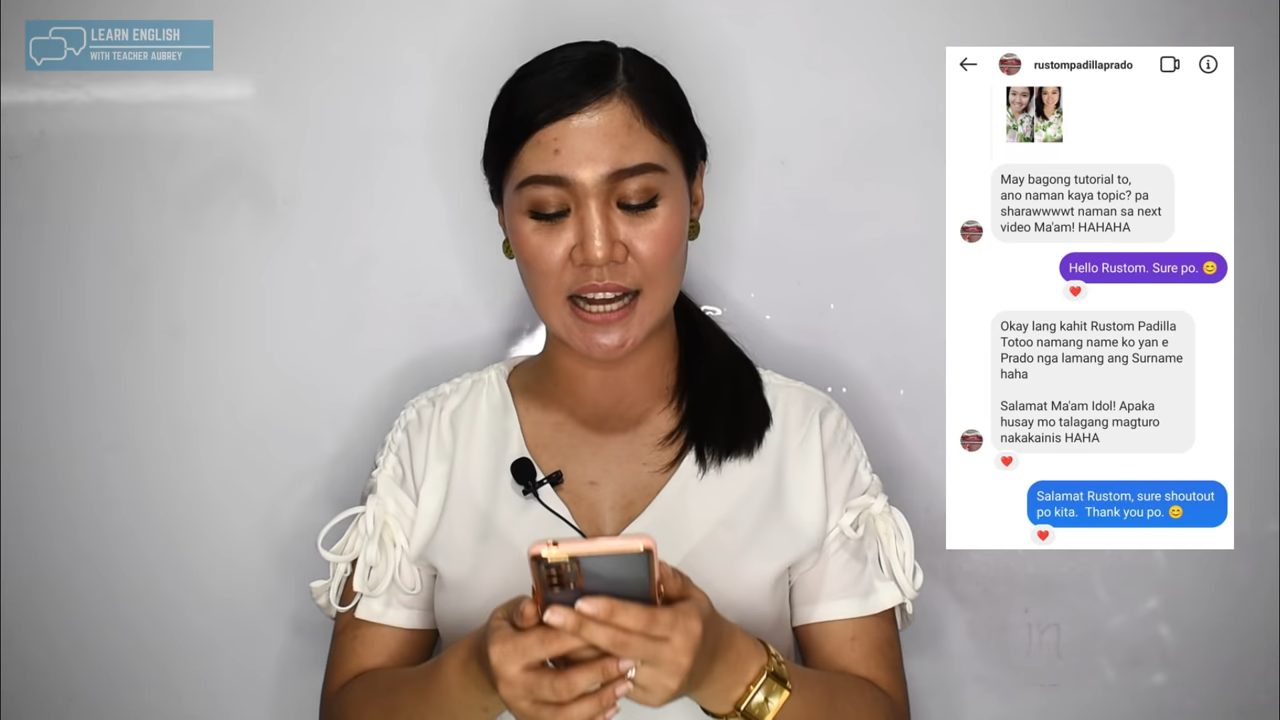 LEARN ENGLISH
WITH TEACHER AUBREY
rustompadillaprado
May bagong tutorial to,
ano naman kaya topic? pa
sharawwwwt naman sa next
video Ma'am! HAHAHA
Hello Rustom. Sure po. 😊
Okay lang kahit Rustom Padilla
Totoo namang name ko yan e
Prado nga lamang ang Surname
haha
Salamat Ma'am Idol! Apaka
husay mo talagang magturo
nakakainis HAHA
Salamat Rustom, sure shoutout
po kita. Thank you po. 😊
in